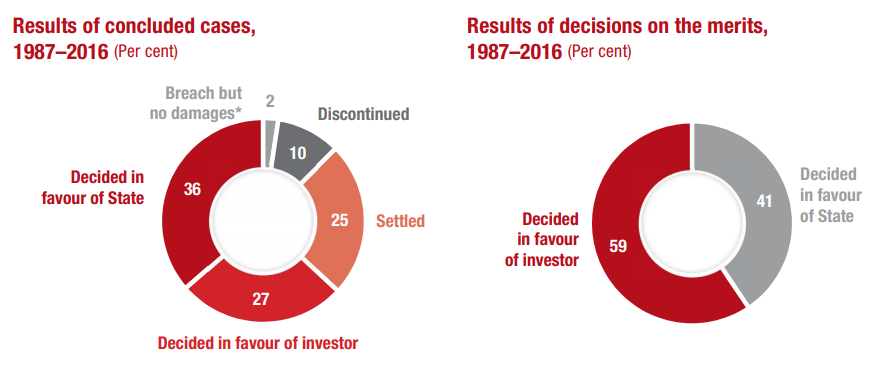 Results of concluded cases,
1987–2016 (Per cent)
Breach but
no damages*
2
Discontinued
10
Decided in
favour of State
36
25
Settled
27
Decided in favour of investor
Results of decisions on the merits,
1987–2016 (Per cent)
Decided
in favour
of State
41
Decided
in favour
of investor
59